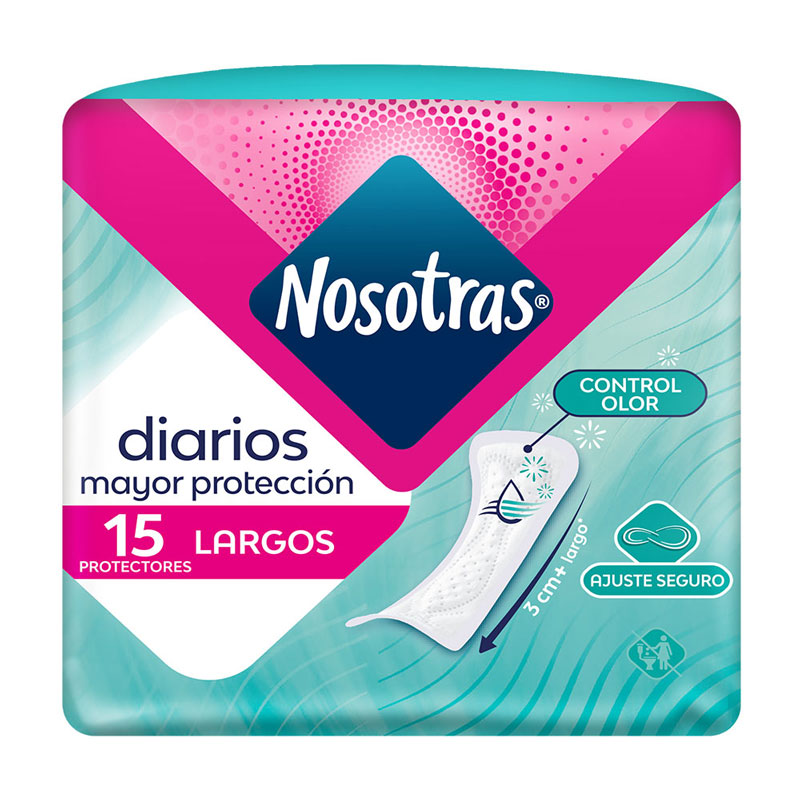 Nosotras®
CONTROL
OLOR
diarios
mayor protección
15
PROTECTORES
LARGOS
3 cm+ largo*
AJUSTE SEGURO